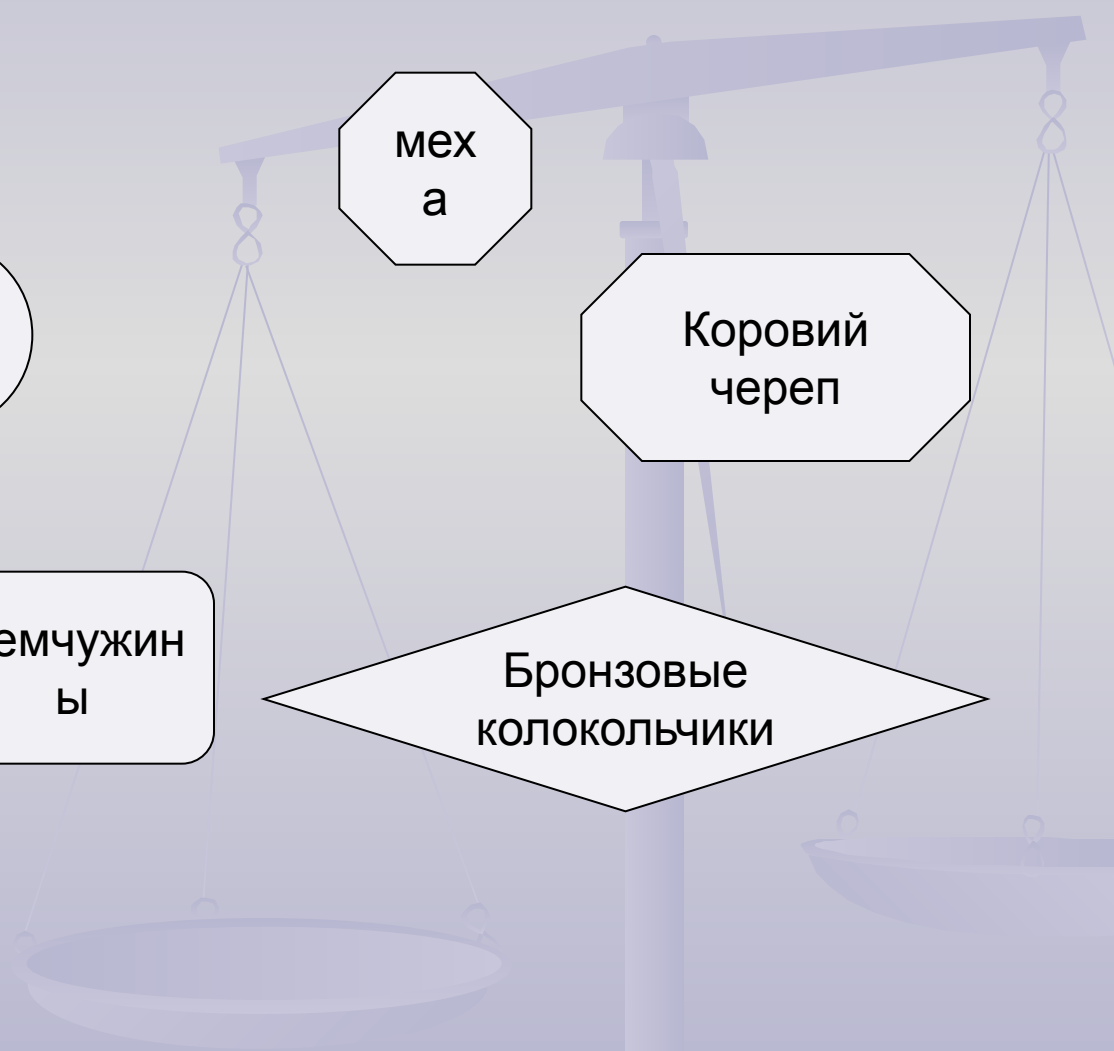 мех
а
Коровий
череп
емчужин
ы
Бронзовые
колокольчики